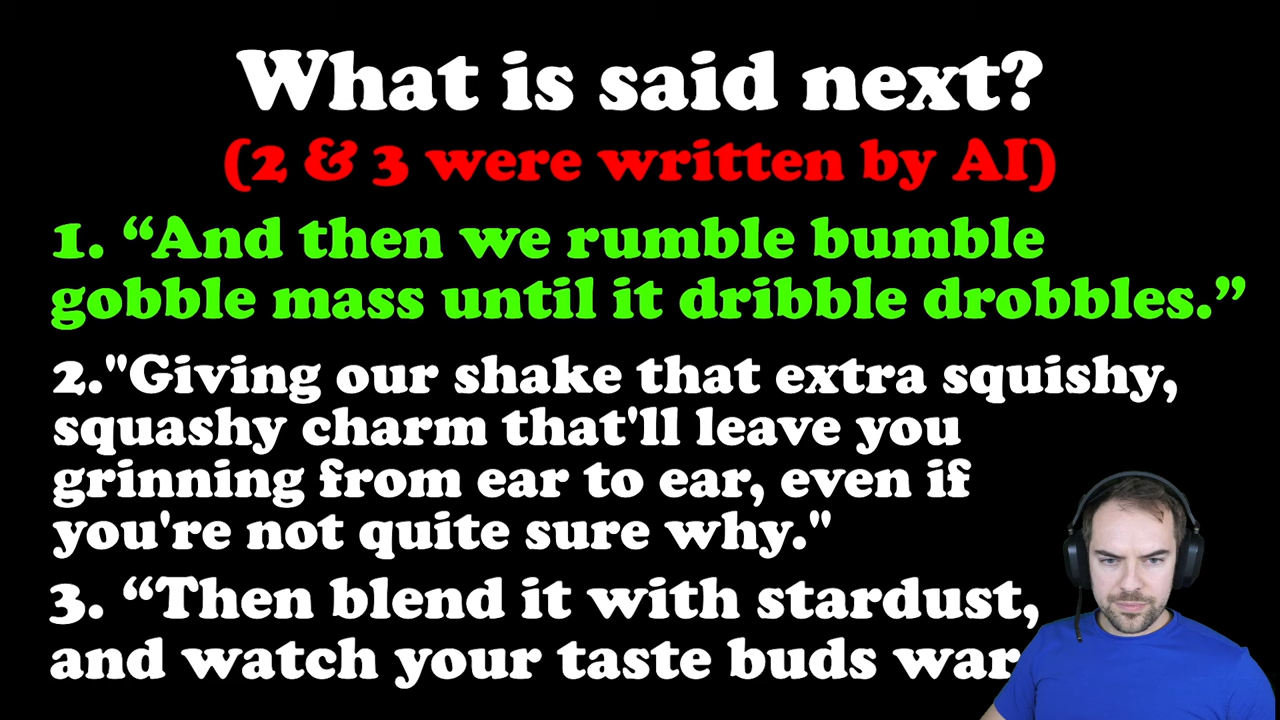 What is said next?
(2 & 3 were written by AI)
1. “And then we rumble bumble
gobble mass until it dribble drobbles.”
2."Giving our shake that extra squishy,
squashy charm that'll leave you
grinning from ear to ear, even if
you're not quite sure why."
3. “Then blend it with stardust,
and watch your taste buds